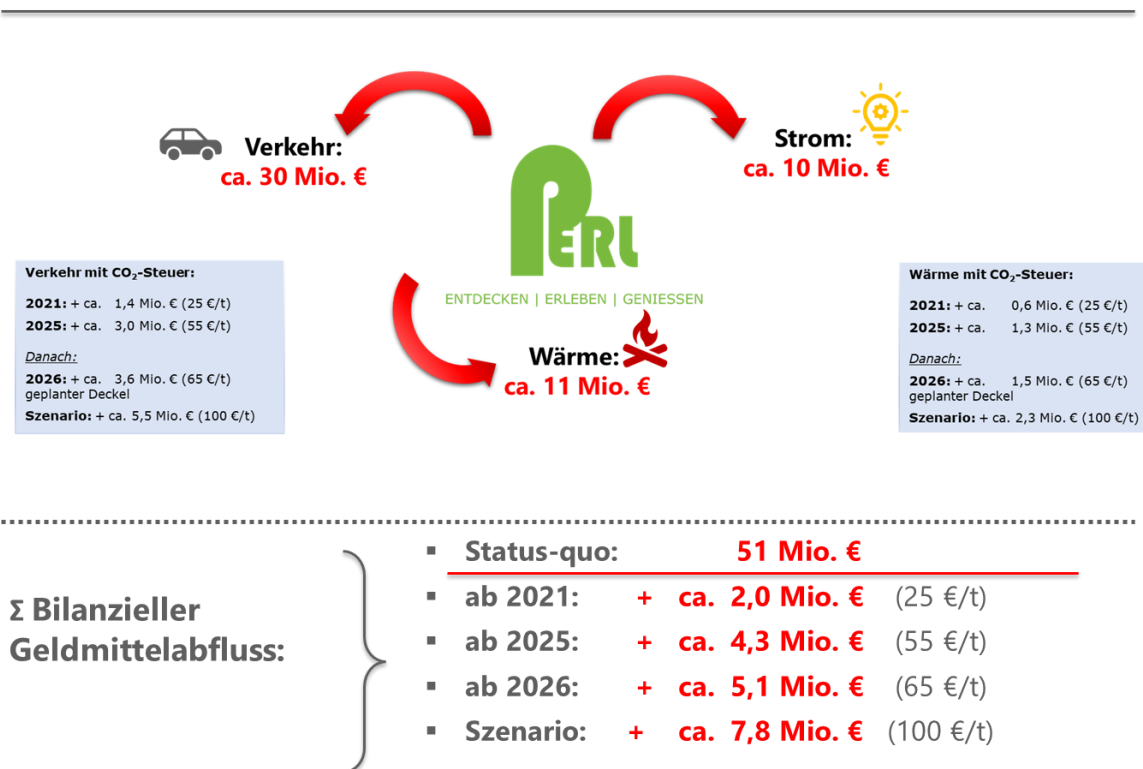 Verkehr:
ca. 30 Mio. €
Strom:
ca. 10 Mio. €
PERL
ENTDECKEN | ERLEBEN | GENIESSEN
Wärme:
ca. 11 Mio. €
Verkehr mit CO₂-Steuer:
2021: + ca. 1,4 Mio. € (25 €/t)
2025: + ca. 3,0 Mio. € (55 €/t)
Danach:
2026: + ca. 3,6 Mio. € (65 €/t)
geplanter Deckel
Szenario: + ca. 5,5 Mio. € (100 €/t)
Wärme mit CO₂-Steuer:
2021: + ca. 0,6 Mio. € (25 €/t)
2025: + ca. 1,3 Mio. € (55 €/t)
Danach:
2026: + ca. 1,5 Mio. € (65 €/t)
geplanter Deckel
Szenario: + ca. 2,3 Mio. € (100 €/t)
Σ Bilanzieller
Geldmittelabfluss:
▪ Status-quo: 51 Mio. €
▪ ab 2021: + ca. 2,0 Mio. € (25 €/t)
▪ ab 2025: + ca. 4,3 Mio. € (55 €/t)
▪ ab 2026: + ca. 5,1 Mio. € (65 €/t)
▪ Szenario: + ca. 7,8 Mio. € (100 €/t)